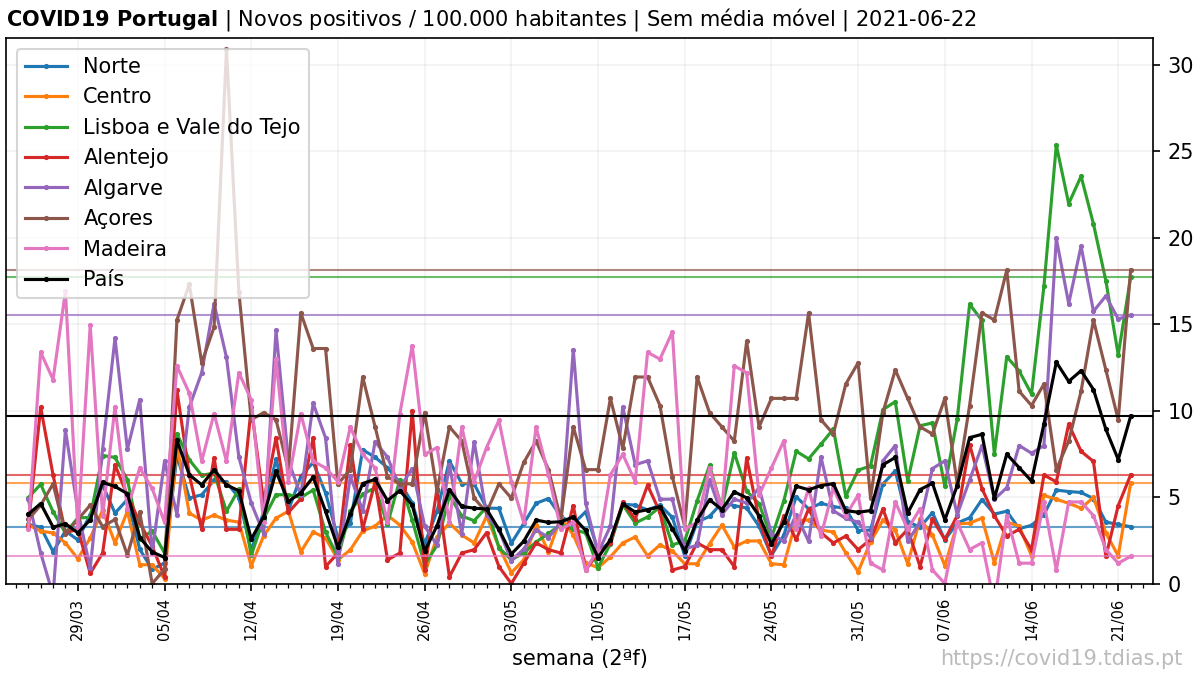 COVID19 Portugal | Novos positivos / 100.000 habitantes | Sem média móvel | 2021-06-22
Norte
Centro
Lisboa e Vale do Tejo
Alentejo
Algarve
Açores
Madeira
País
30
25
20
15
10
5
0
29/03
05/04
12/04
19/04
26/04
03/05
10/05
17/05
24/05
31/05
07/06
14/06
21/06
semana (2ªf)
https://covid19.tdias.pt